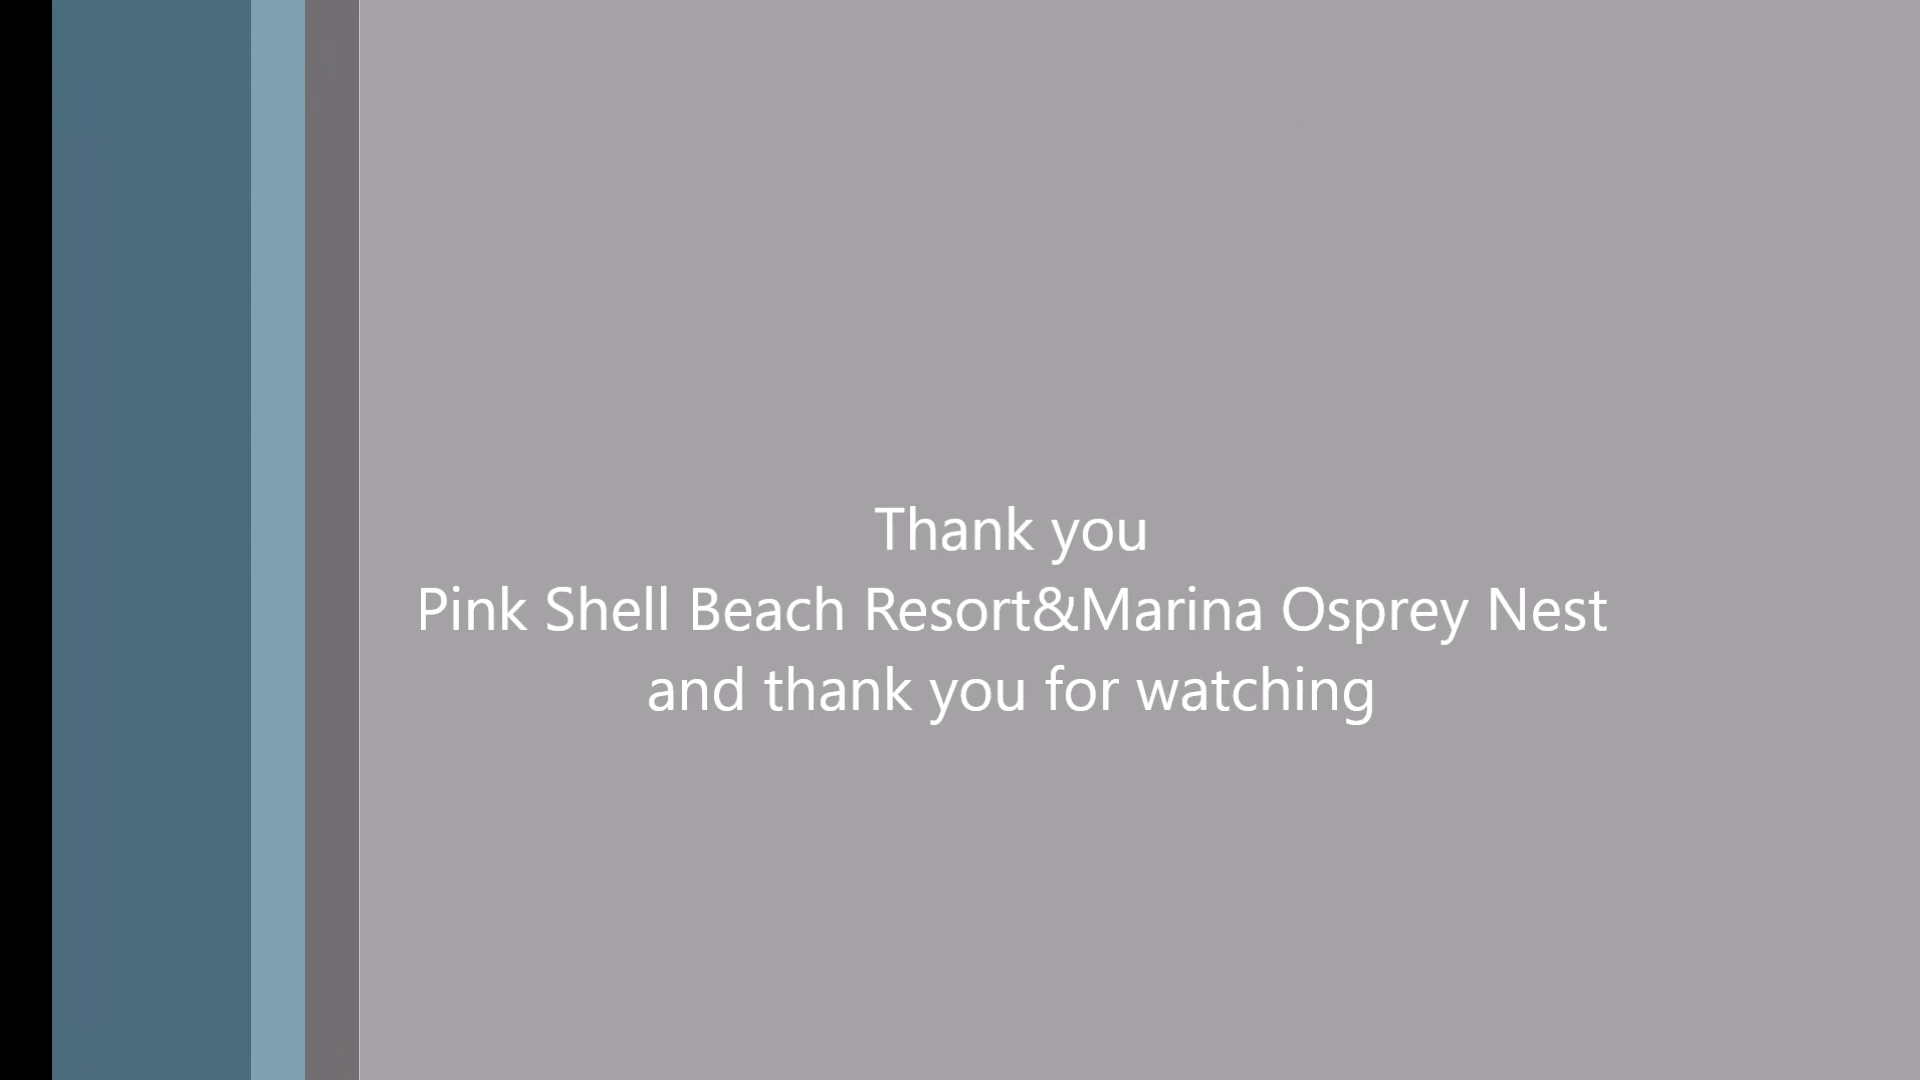 Thank you
Pink Shell Beach Resort&Marina Osprey Nest
and thank you for watching